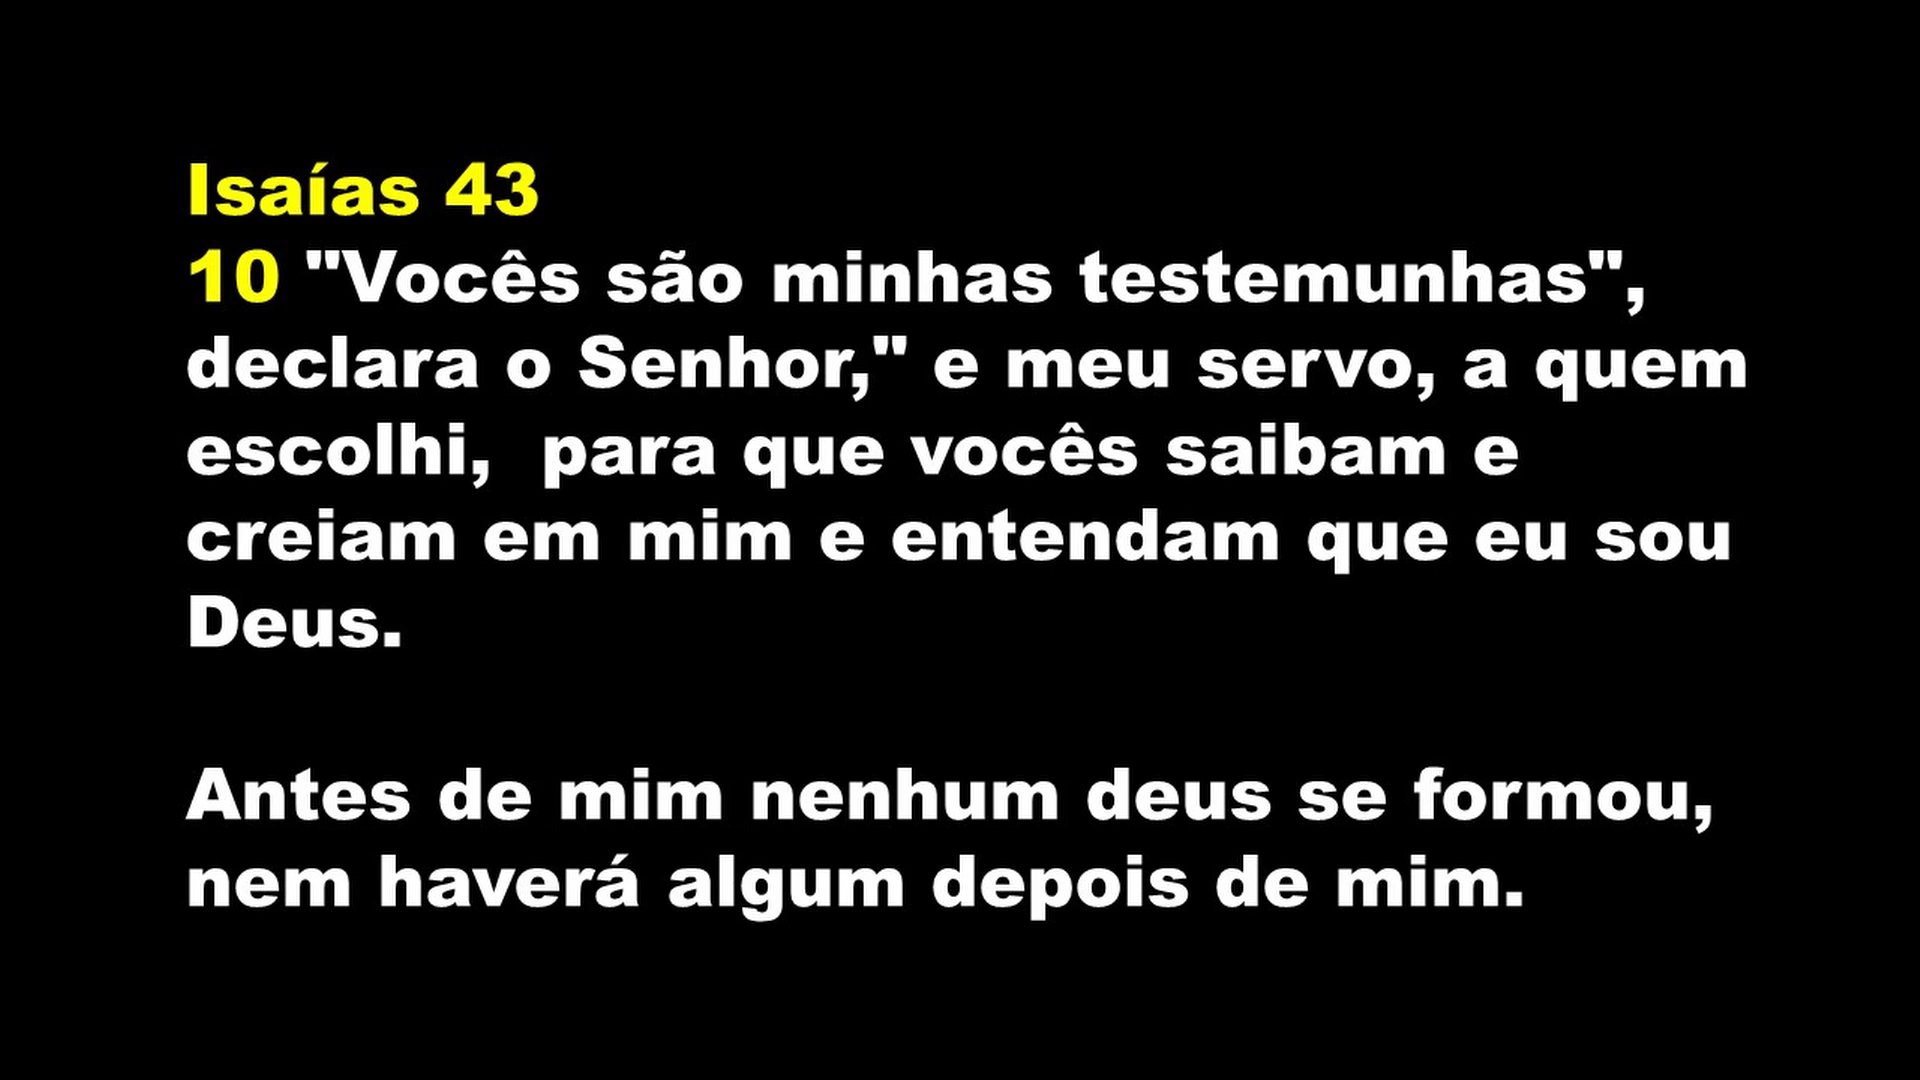 Isaías 43
10 "Vocês são minhas testemunhas",
declara o Senhor," e meu servo, a quem
escolhi,  para que vocês saibam e
creiam em mim e entendam que eu sou
Deus.
Antes de mim nenhum deus se formou,
nem haverá algum depois de mim.